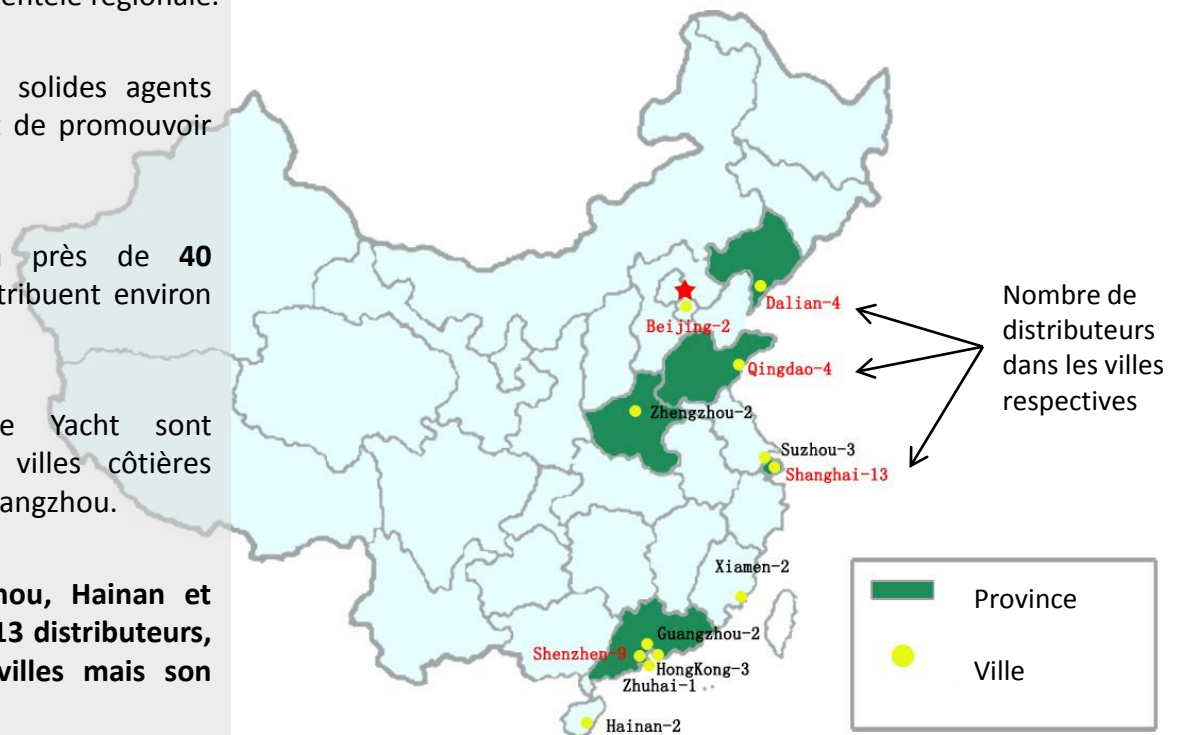 entèle régionale.
solides agents
de promouvoir
près de 40
tribuent environ
e Yacht sont
villes côtières
angzhou.
hou, Hainan et
13 distributeurs,
villes mais son
Dalian-4
Beijing-2
Qingdao-4
Zhengzhou-2
Suzhou-3
Shanghai-13
Xiamen-2
Guangzhou-2
Shenzhen-9
HongKong-3
Zhuhai-1
Hainan-2
Nombre de
distributeurs
dans les villes
respectives
Province
Ville